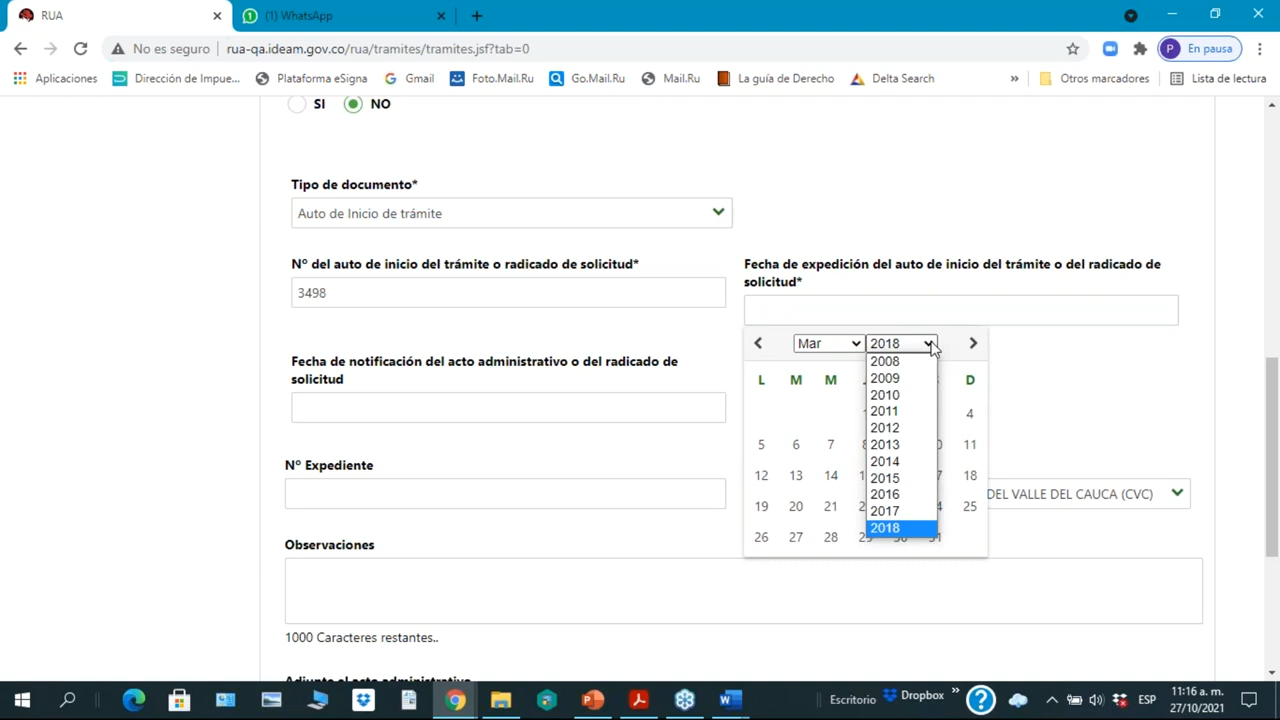 RUA
(1) WhatsApp
No es seguro
rua-qa.ideam.gov.co/rua/tramites/tramites.jsf?tab=0
P En pausa
Aplicaciones
Dirección de Impue...
Plataforma eSigna
Gmail
Foto.Mail.Ru
Go.Mail.Ru
Mail.Ru
La guía de Derecho
Delta Search
»
Otros marcadores
Lista de lectura
SI NO
Tipo de documento*
Auto de Inicio de trámite
Nº del auto de inicio del trámite o radicado de solicitud*
3498
Fecha de expedición del auto de inicio del trámite o del radicado de
solicitud*
Mar 2018
2008
2009
2010
2011
2012
2013
2014
2015
2016
2017
2018
L M M D
4
5 6 7 11
12 13 14 18
19 20 21 25
26 27 28
Fecha de notificación del acto administrativo o del radicado de
solicitud
Nº Expediente
DEL VALLE DEL CAUCA (CVC)
Observaciones
1000 Caracteres restantes..
Adjunte el acto administrativo
Escritorio
Dropbox
»
ESP
11:16 a. m.
27/10/2021